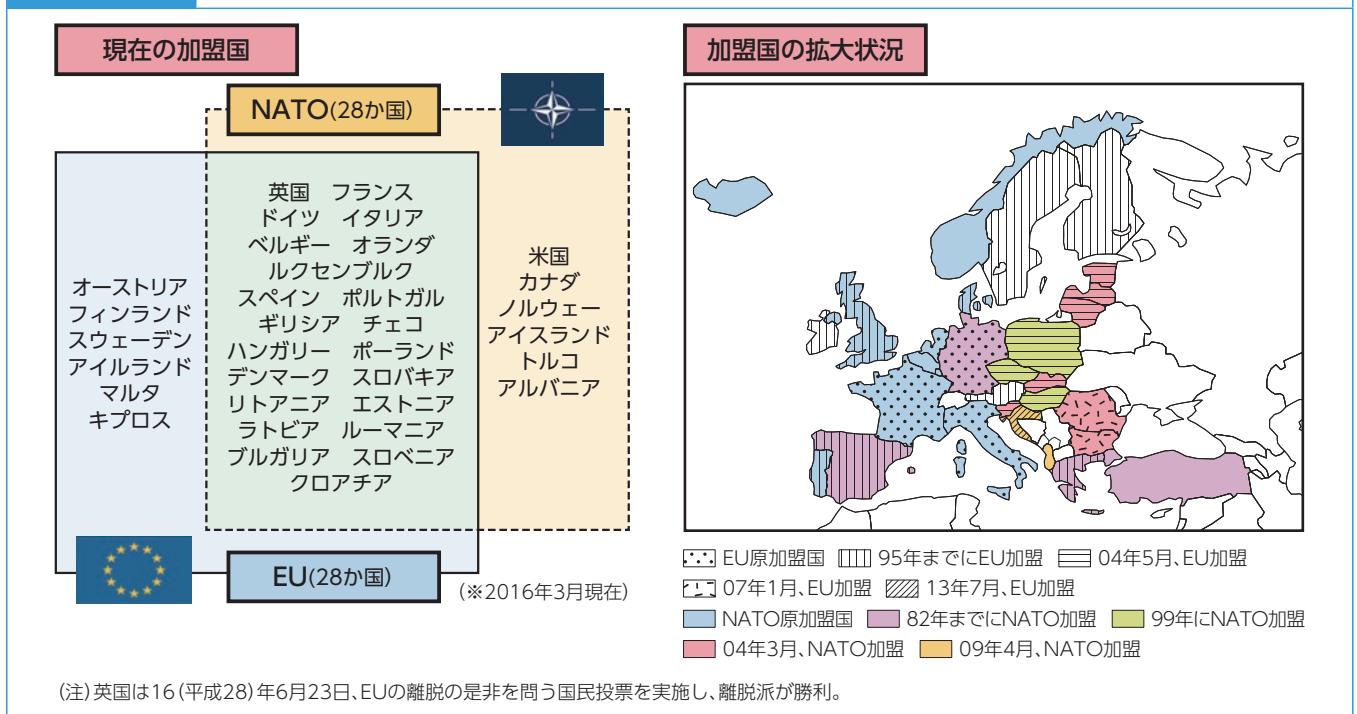 現在の加盟国
NATO(28か国)
オーストリア
フィンランド
スウェーデン
アイルランド
マルタ
キプロス
英国 フランス
ドイツ イタリア
ベルギー オランダ
ルクセンブルク
スペイン ポルトガル
ギリシア チェコ
ハンガリー ポーランド
デンマーク スロバキア
リトアニア エストニア
ラトビア ルーマニア
ブルガリア スロベニア
クロアチア
米国
カナダ
ノルウェー
アイスランド
トルコ
アルバニア
EU(28か国)
(※2016年3月現在)
加盟国の拡大状況
EU原加盟国 95年までにEU加盟 04年5月、EU加盟
07年1月、EU加盟 13年7月、EU加盟
NATO原加盟国 82年までにNATO加盟 99年にNATO加盟
04年3月、NATO加盟 09年4月、NATO加盟
(注)英国は16(平成28)年6月23日、EUの離脱の是非を問う国民投票を実施し、離脱派が勝利。